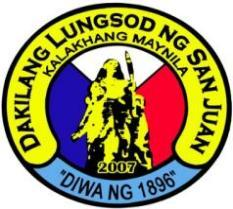 DAKILANG LUNGSOD NG SAN JUAN
KALAKHANG MAYNILA
2007
"DIWA NG 1896"